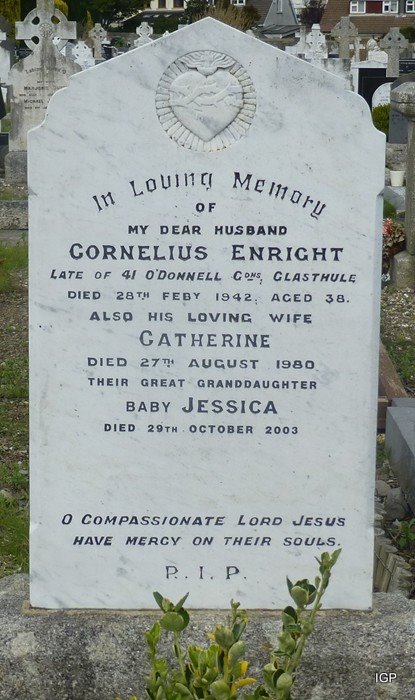 In Loving Memory
OF
MY DEAR HUSBAND
CORNELIUS ENRIGHT
LATE OF 41 O'DONNELL GDNS, GLASTHULE,
DIED 28TH FEBY 1942, AGED 38.
ALSO HIS LOVING WIFE
CATHERINE
DIED 27TH AUGUST 1980
THEIR GREAT GRANDDAUGHTER
BABY JESSICA
DIED 29TH OCTOBER 2003
O COMPASSIONATE LORD JESUS
HAVE MERCY ON THEIR SOULS.
R.I.P.
IGP